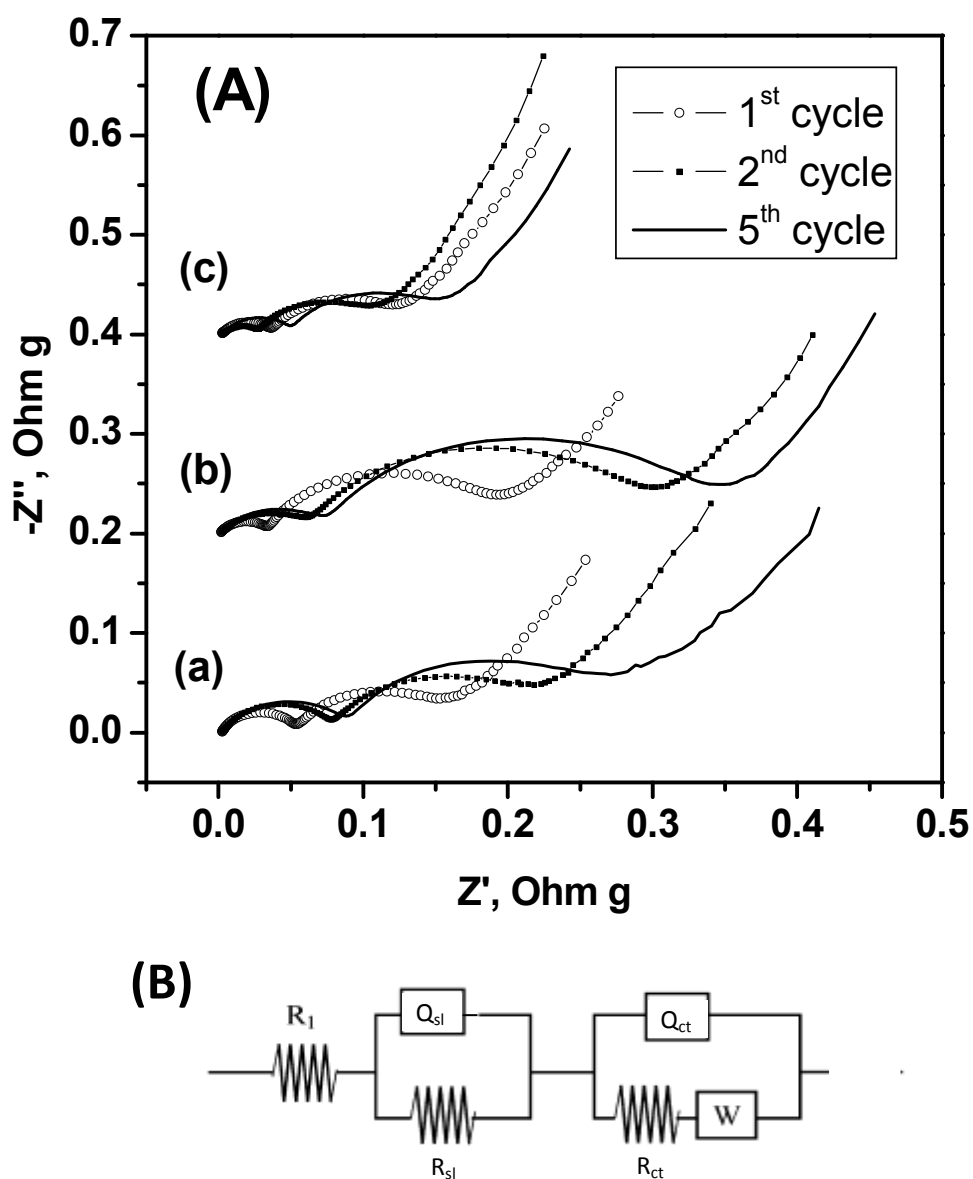 (A)
1st cycle
2nd cycle
5th cycle
(c)
(b)
(a)
0.7
0.6
0.5
0.4
0.3
0.2
0.1
0.0
-Z'', Ohm g
0.0 0.1 0.2 0.3 0.4 0.5
Z', Ohm g
(B)
R1
Qsl
Qct
W
Rsl
Rct